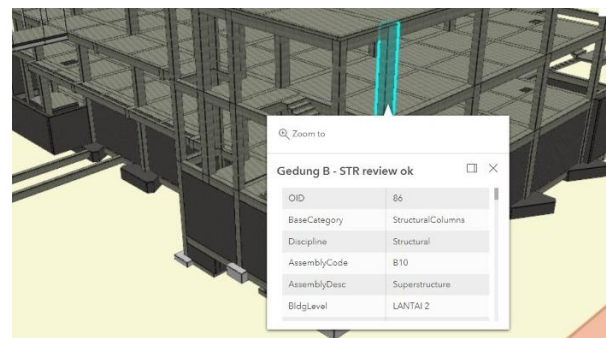 Zoom to
Gedung B - STR review ok
OID 86
BaseCategory StructuralColumns
Discipline Structural
AssemblyCode B10
AssemblyDesc Superstructure
BldgLevel LANTAI 2